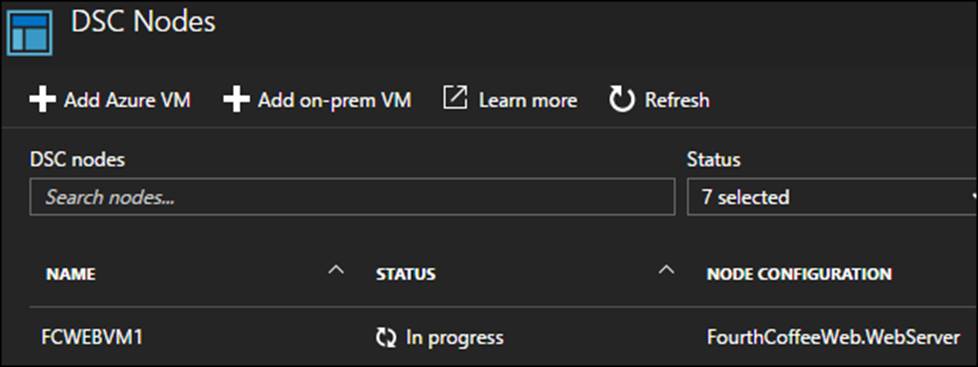 DSC Nodes
Add Azure VM Add on-prem VM Learn more Refresh
DSC nodes Status
Search nodes... 7 selected
NAME STATUS NODE CONFIGURATION
FCWEBVM1 In progress FourthCoffeeWeb.WebServer